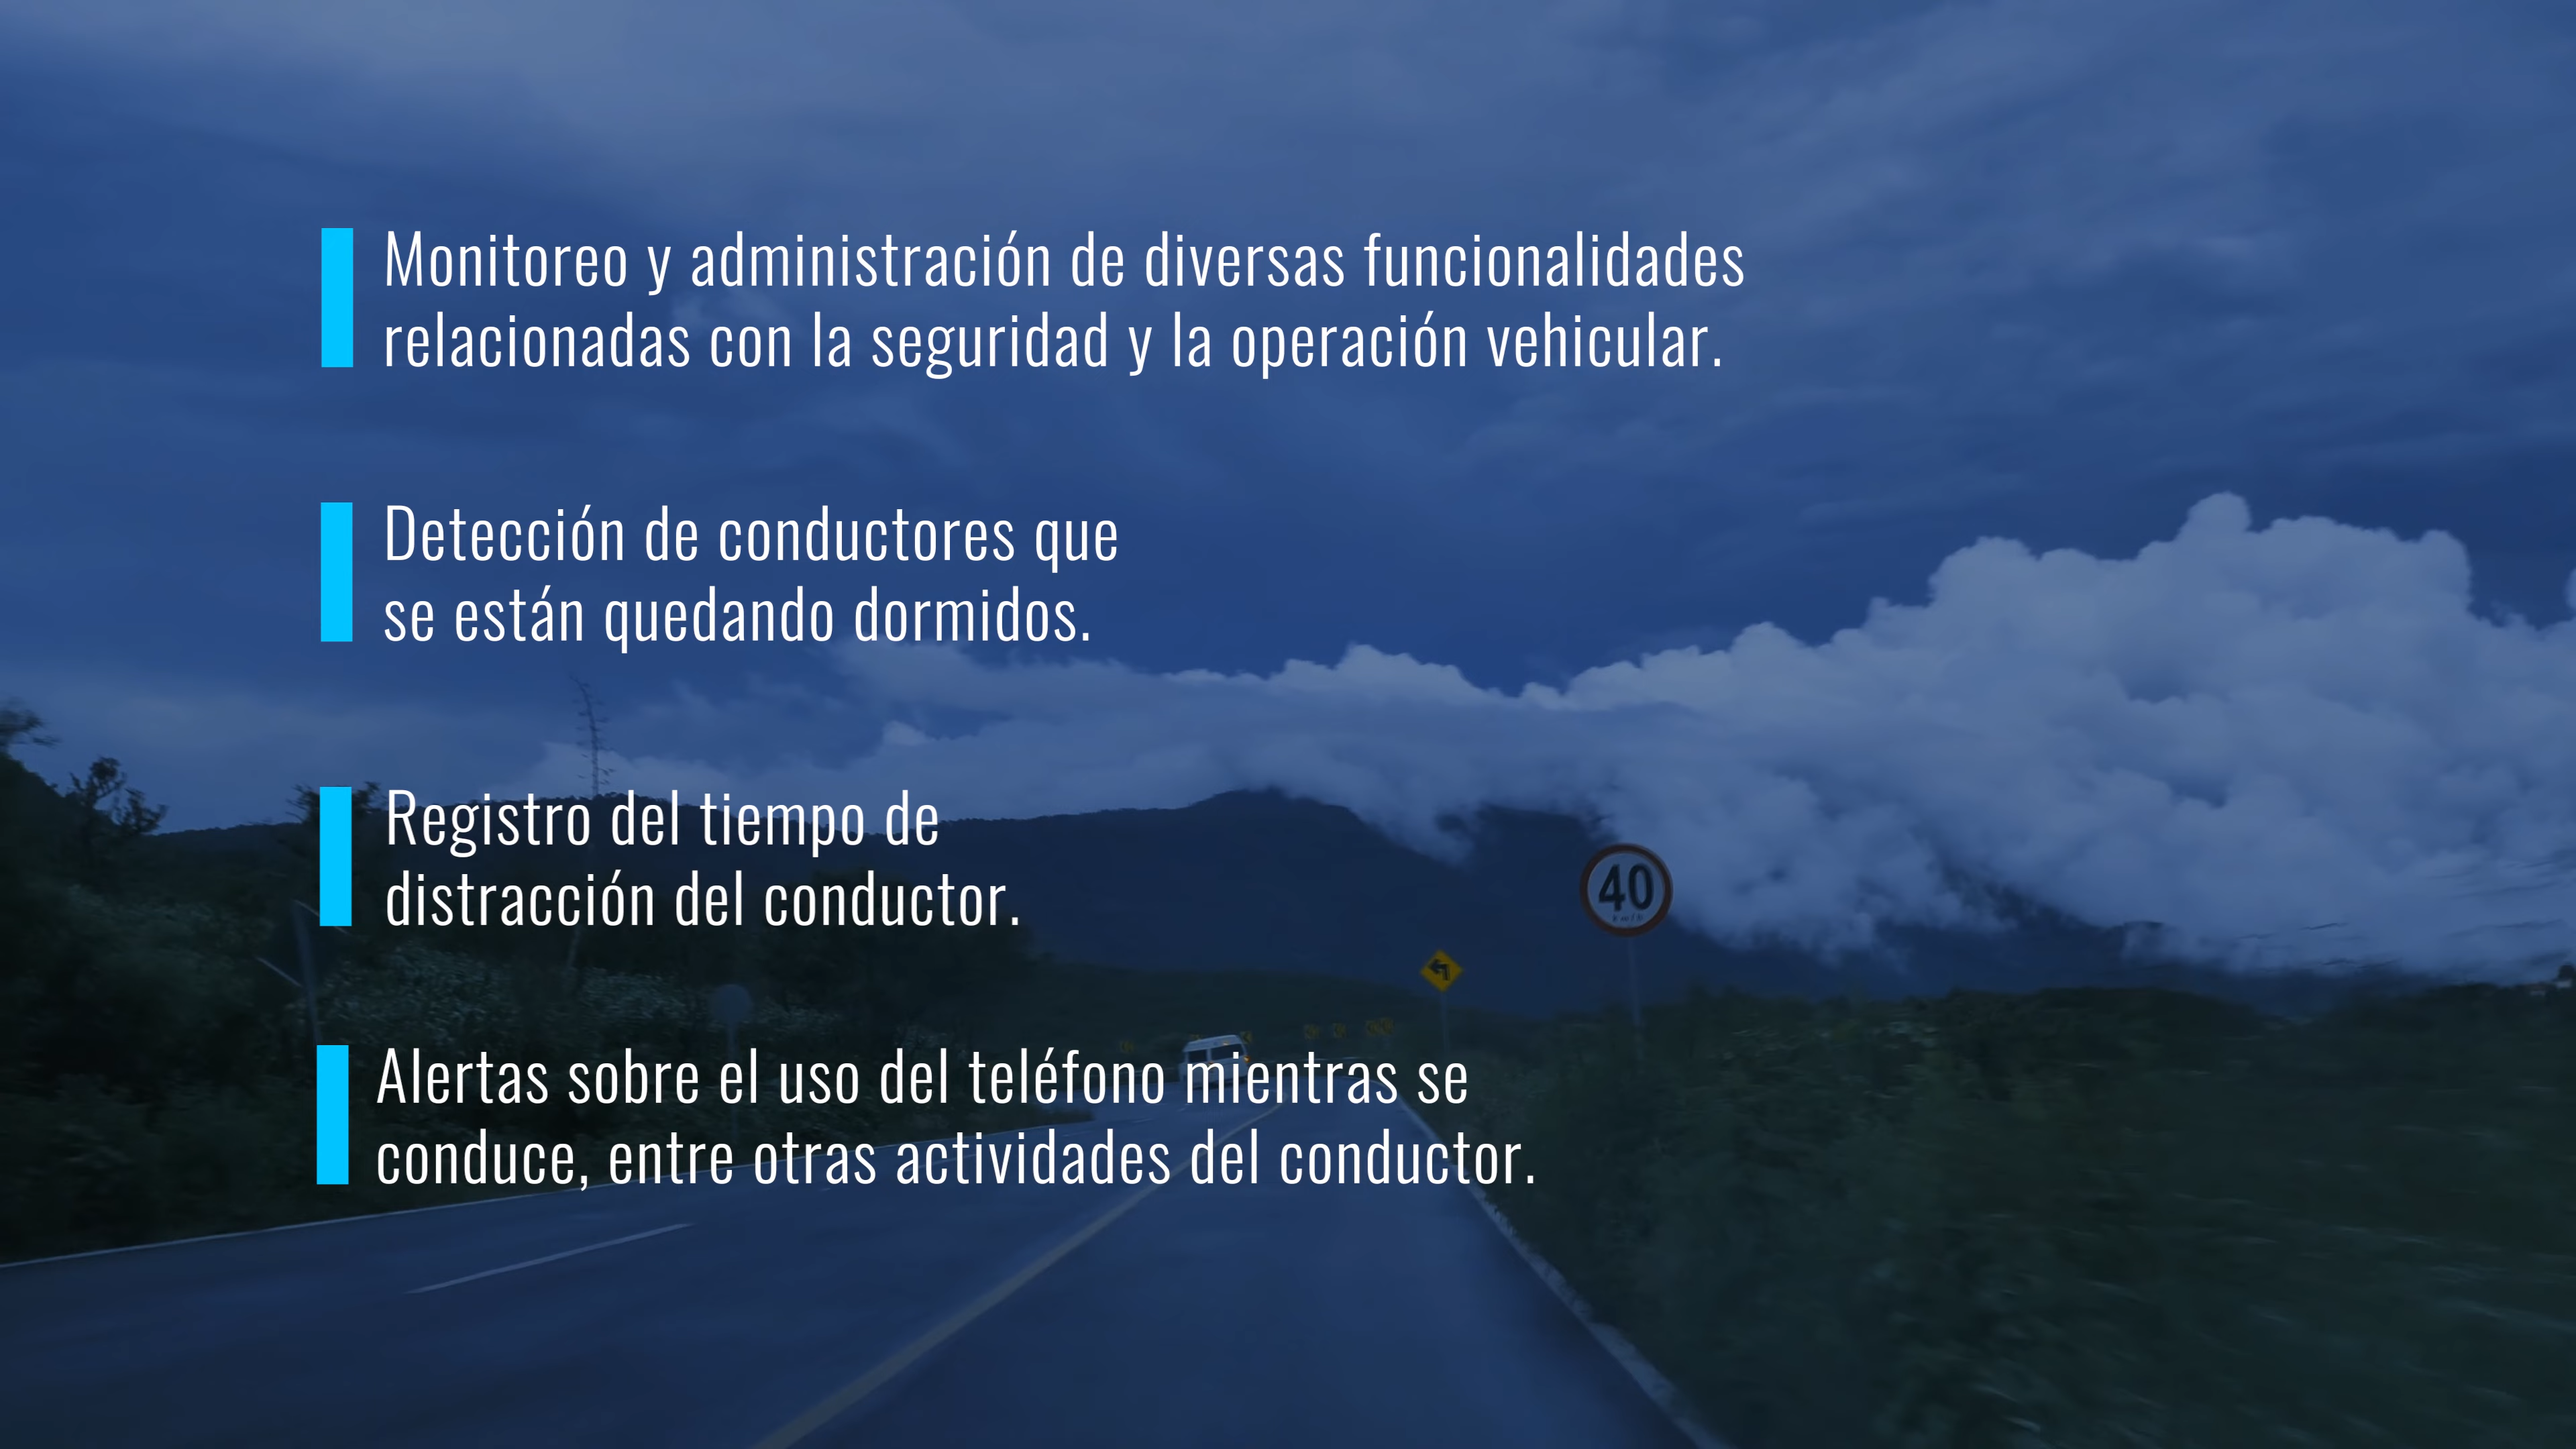 Monitoreo y administración de diversas funcionalidades
relacionadas con la seguridad y la operación vehicular.
Detección de conductores que
se están quedando dormidos.
Registro del tiempo de
distracción del conductor.
40
Km/h
Alertas sobre el uso del teléfono mientras se
conduce, entre otras actividades del conductor.